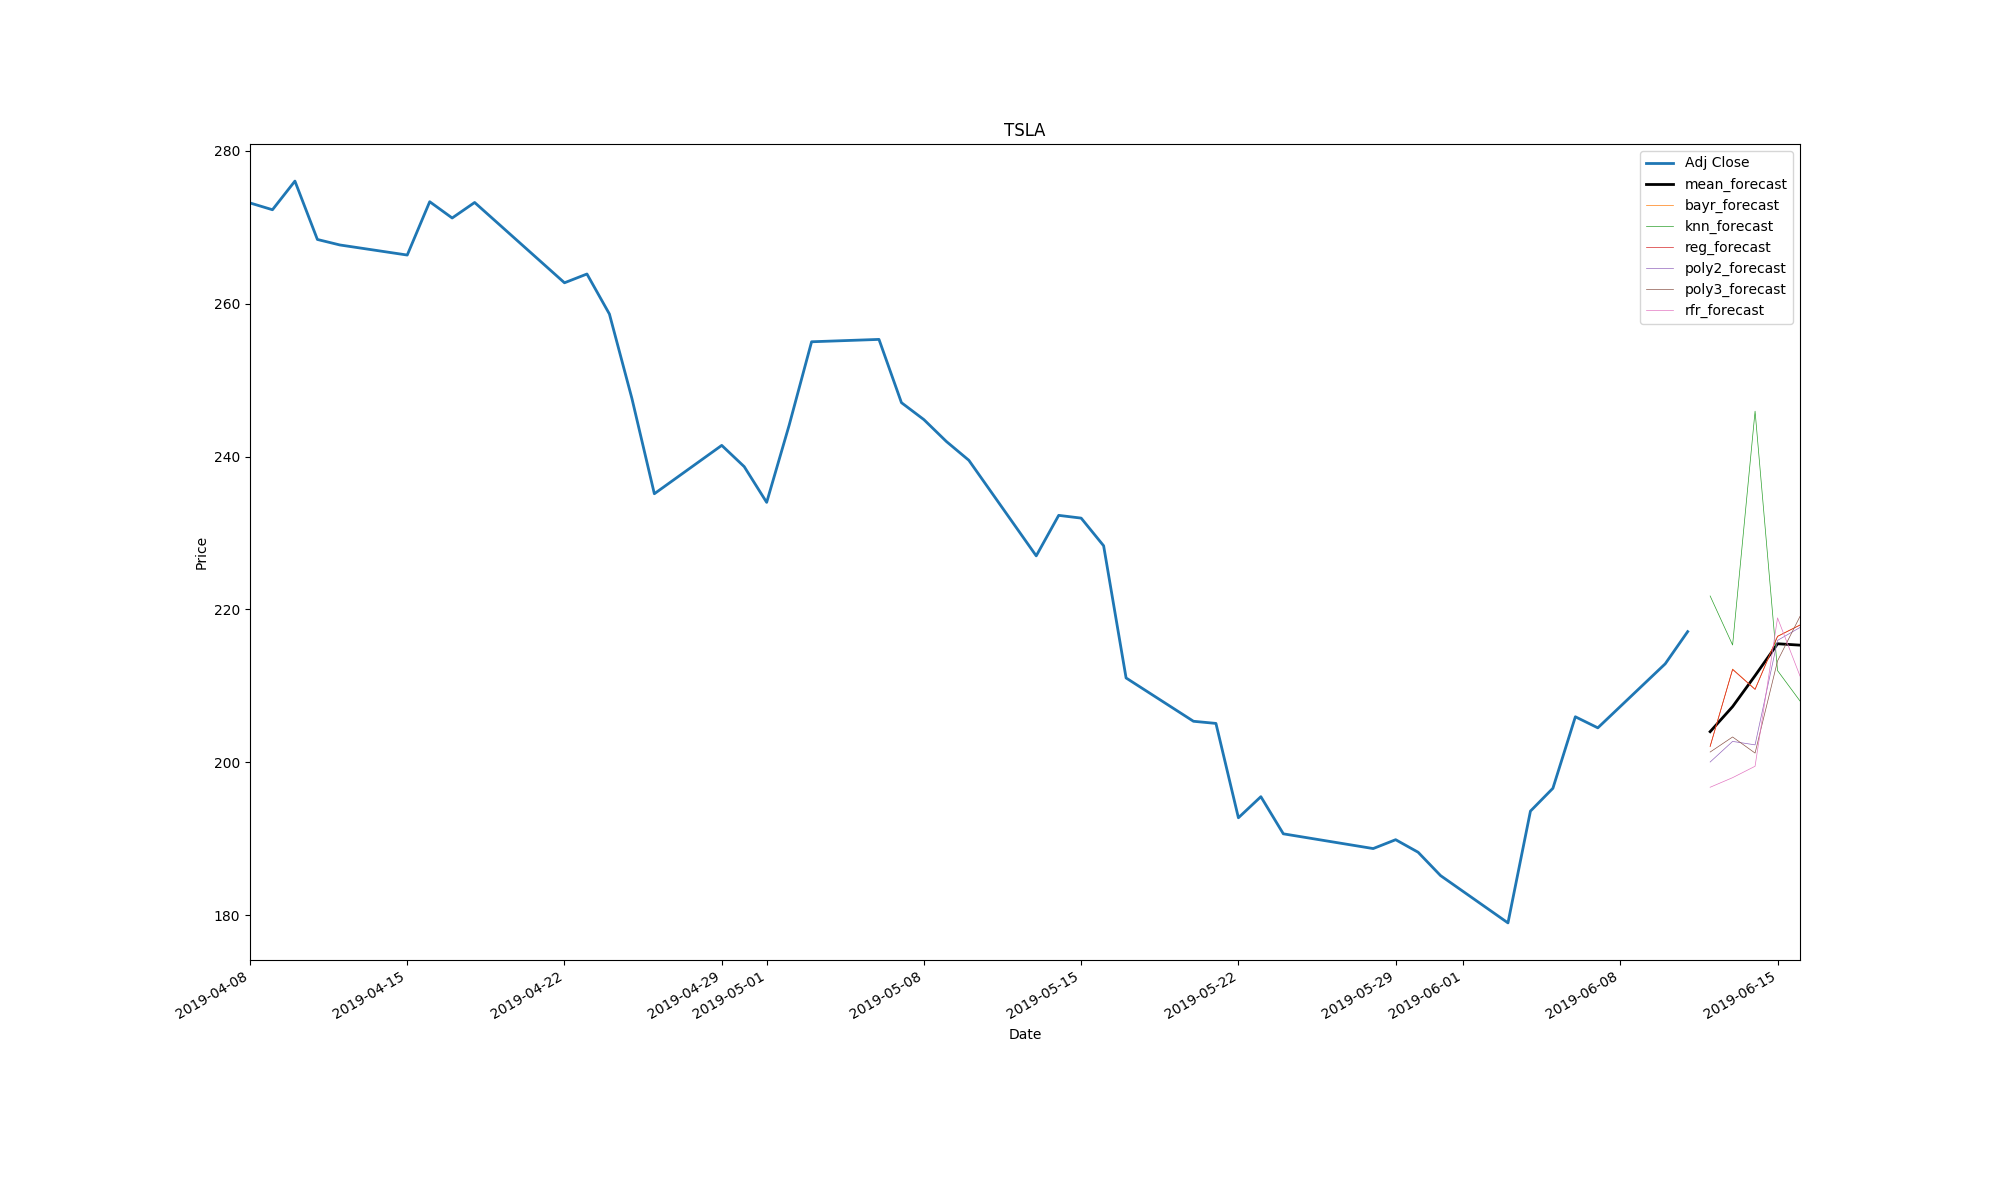 TSLA
280
260
240
220
200
180
Price
Adj Close
mean_forecast
bayr_forecast
knn_forecast
reg_forecast
poly2_forecast
poly3_forecast
rfr_forecast
2019-04-08
2019-04-15
2019-04-22
2019-04-29
2019-05-01
2019-05-08
2019-05-15
2019-05-22
2019-05-29
2019-06-01
2019-06-08
2019-06-15
Date